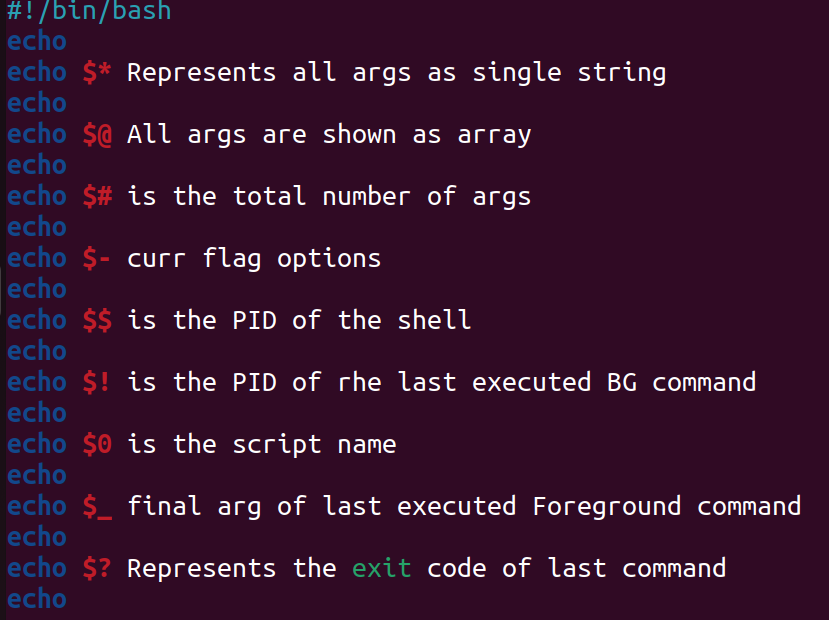 #!/bin/bash
echo
echo $* Represents all args as single string
echo
echo $@ All args are shown as array
echo
echo $# is the total number of args
echo
echo $- curr flag options
echo
echo $$ is the PID of the shell
echo
echo $! is the PID of rhe last executed BG command
echo
echo $0 is the script name
echo
echo $_ final arg of last executed Foreground command
echo
echo $? Represents the exit code of last command
echo